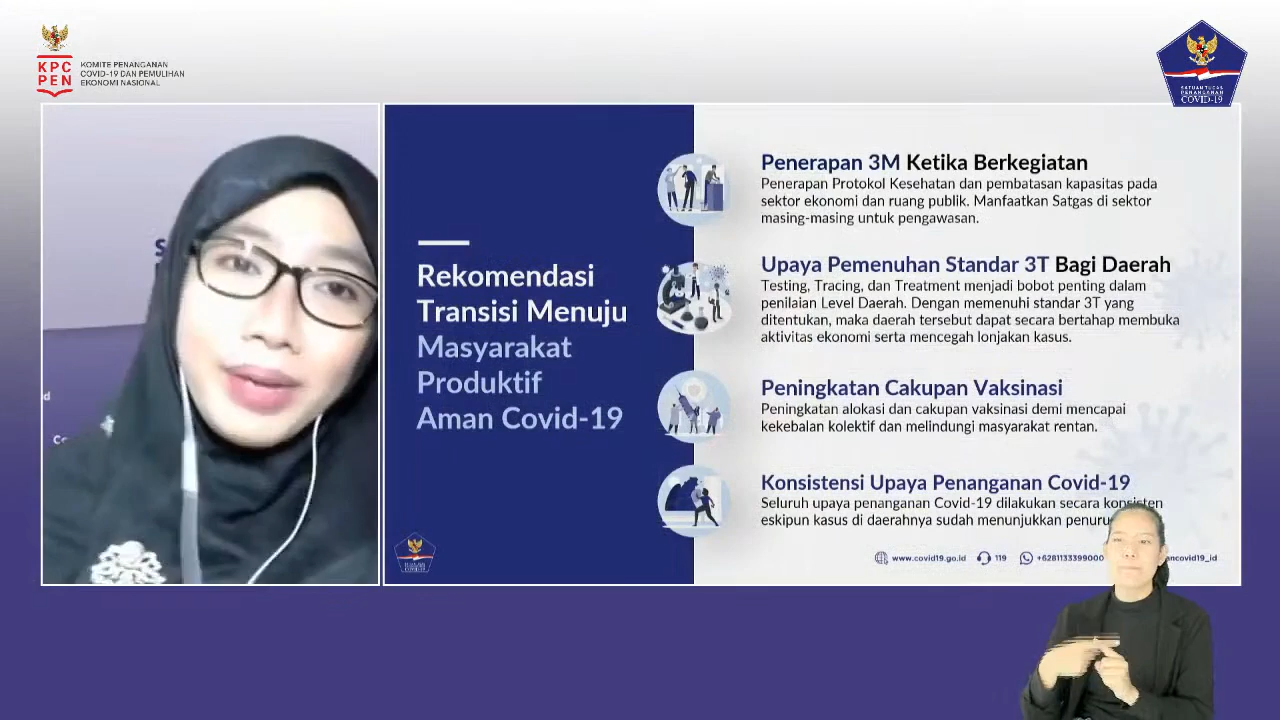 KPC
PEN
KOMITE PENANGANAN
COVID-19 DAN PEMULIHAN
EKONOMI NASIONAL
SATUAN TUGAS
PENANGANAN
COVID-19
Rekomendasi
Transisi Menuju
Masyarakat
Produktif
Aman Covid-19
Penerapan 3M Ketika Berkegiatan
Penerapan Protokol Kesehatan dan pembatasan kapasitas pada
sektor ekonomi dan ruang publik. Manfaatkan Satgas di sektor
masing-masing untuk pengawasan.
Upaya Pemenuhan Standar 3T Bagi Daerah
Testing, Tracing, dan Treatment menjadi bobot penting dalam
penilaian Level Daerah. Dengan memenuhi standar 3T yang
ditentukan, maka daerah tersebut dapat secara bertahap membuka
aktivitas ekonomi serta mencegah lonjakan kasus.
Peningkatan Cakupan Vaksinasi
Peningkatan alokasi dan cakupan vaksinasi demi mencapai
kekebalan kolektif dan melindungi masyarakat rentan.
Konsistensi Upaya Penanganan Covid-19
Seluruh upaya penanganan Covid-19 dilakukan secara konsisten
eskipun kasus di daerahnya sudah menunjukkan
www.covid19.go.id 119 +6281133399000 ancovid19_id